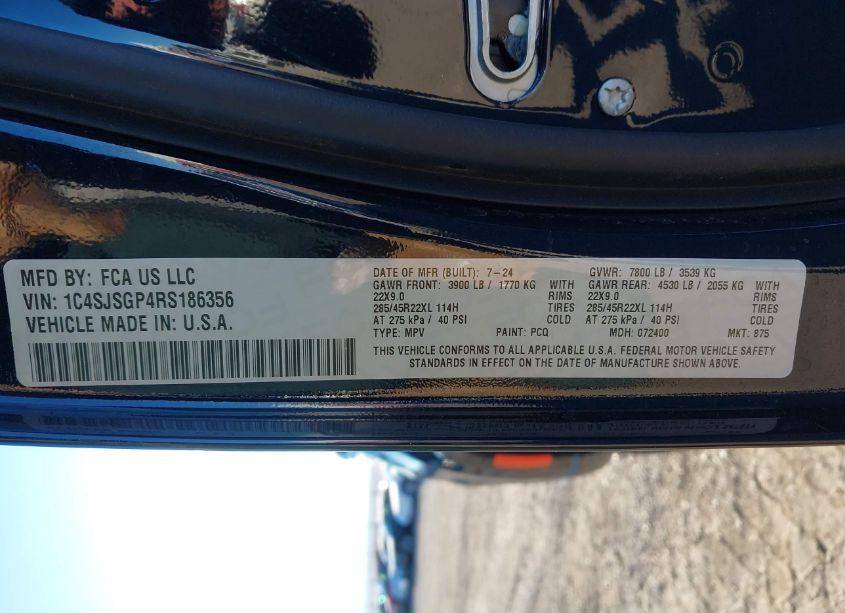 MFD BY: FCA US LLC
VIN: 1C4SJSGP4RS186356
VEHICLE MADE IN: U.S.A.
DATE OF MFR (BUILT): 7-24 GVWR: 7800 LB / 3539 KG
GAWR FRONT: 3900 LB / 1770 KG WITH GAWR REAR: 4530 LB / 2055 KG WITH
22X9.0 RIMS 22X9.0 RIMS
285/45R22XL 114H TIRES 285/45R22XL 114H TIRES
AT 275 kPa / 40 PSI COLD AT 275 kPa / 40 PSI COLD
TYPE: MPV PAINT: PCQ MDH: 072400 MKT: 875
THIS VEHICLE CONFORMS TO ALL APPLICABLE U.S.A. FEDERAL MOTOR VEHICLE SAFETY
STANDARDS IN EFFECT ON THE DATE OF MANUFACTURE SHOWN ABOVE.